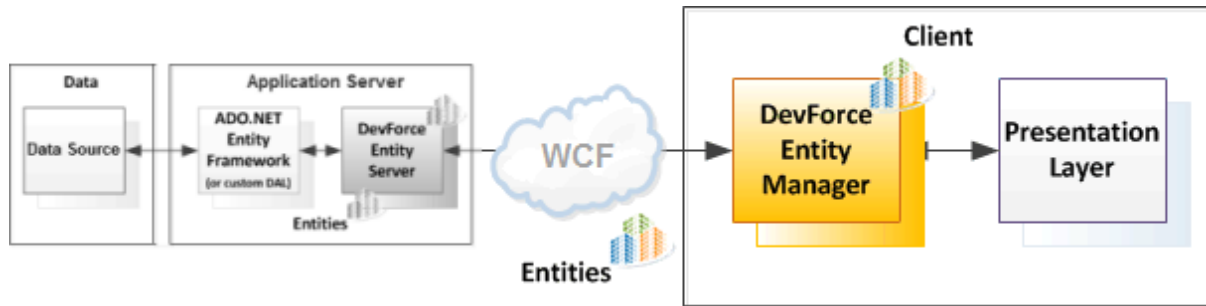 Data
Data Source
Application Server
ADO.NET
Entity
Framework
(or custom DAL)
DevForce
Entity
Server
Entities
WCF
Entities
Client
DevForce
Entity
Manager
Presentation
Layer